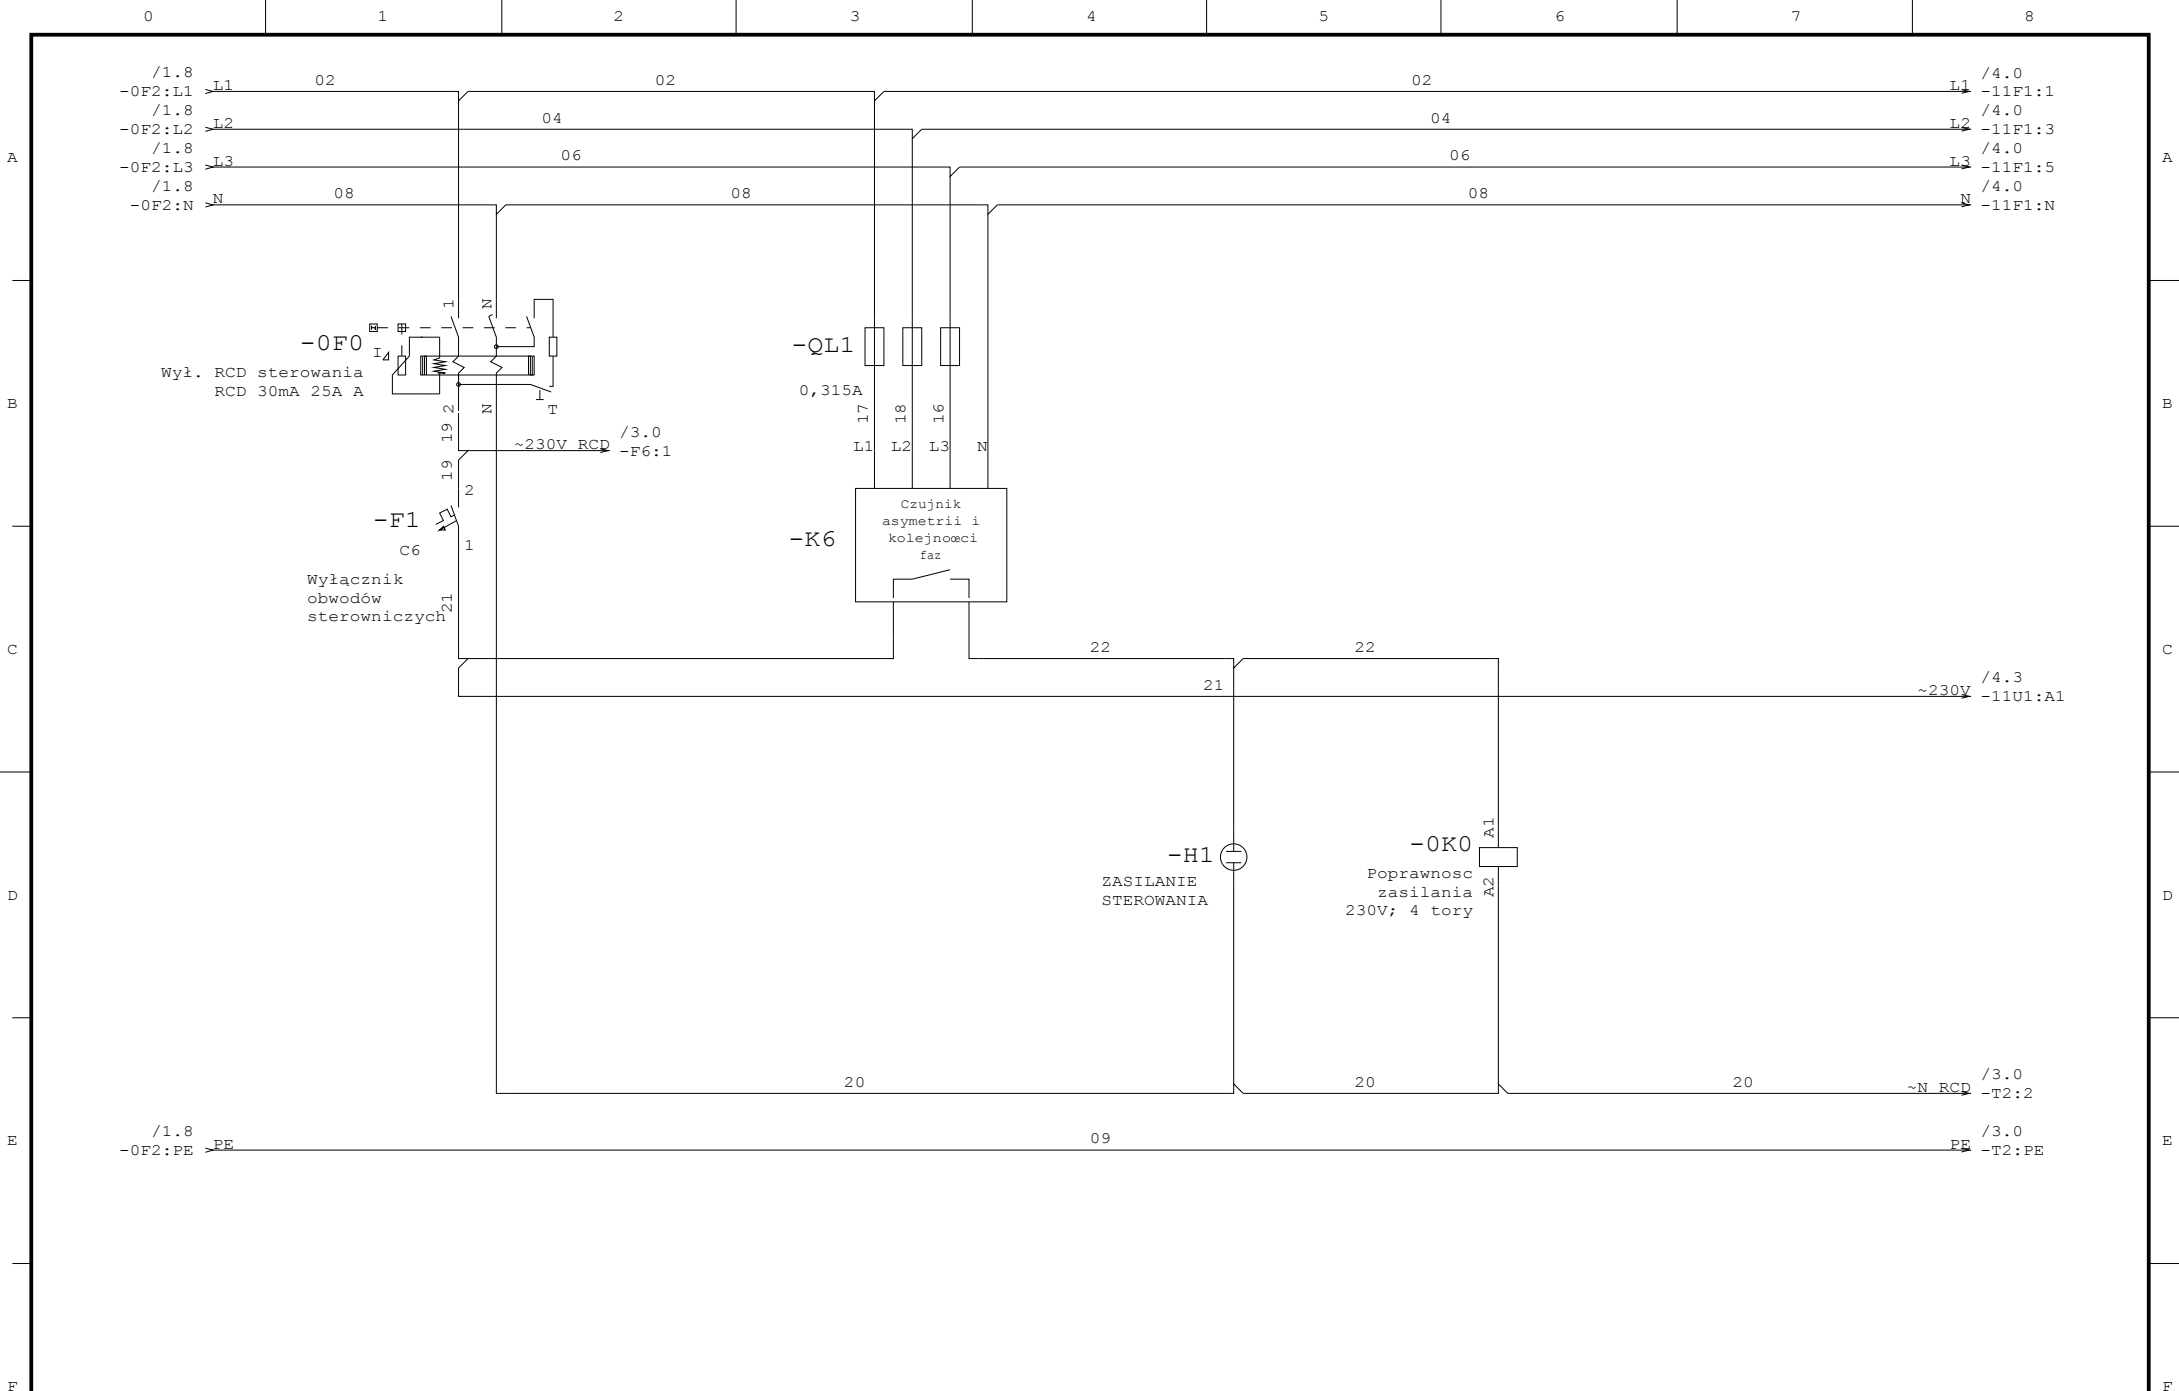 0 1 2 3 4 5 6 7 8
/1.8
-0F2:L1 L1 02 02 02 L1 /4.0
-11F1:1
/1.8
-0F2:L2 L2 04 04 L2 /4.0
-11F1:3
A A
/1.8
-0F2:L3 L3 06 06 L3 /4.0
-11F1:5
/1.8
-0F2:N N 08 08 08 N /4.0
-11F1:N
1 N
-0F0 I
Wył. RCD sterowania
RCD 30mA 25A A
2 N T
-QL1
0,315A
B B
17 18 16
19
~230V RCD /3.0
-F6:1
L1 L2 L3 N
19
2
-F1
C6
1
Wyłącznik
obwodów
sterowniczych
21
-K6
Czujnik
asymetrii i
kolejnoœci
faz
C C
22 22
21 ~230V /4.3
-11U1:A1
-H1
ZASILANIE
STEROWANIA
-0K0
Poprawnosc
zasilania
230V; 4 tory
A1
A2
D D
20 20 20 ~N RCD /3.0
-T2:2
E E
/1.8
-0F2:PE PE 09 PE /3.0
-T2:PE
F F